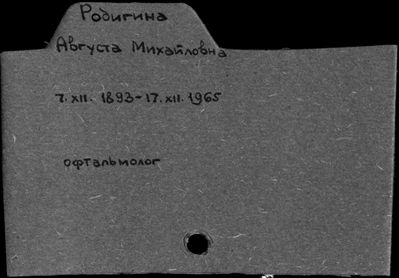 Родигина
Августа Михайловна
7.XII. 1893-17.XII.1965
офтальмолог